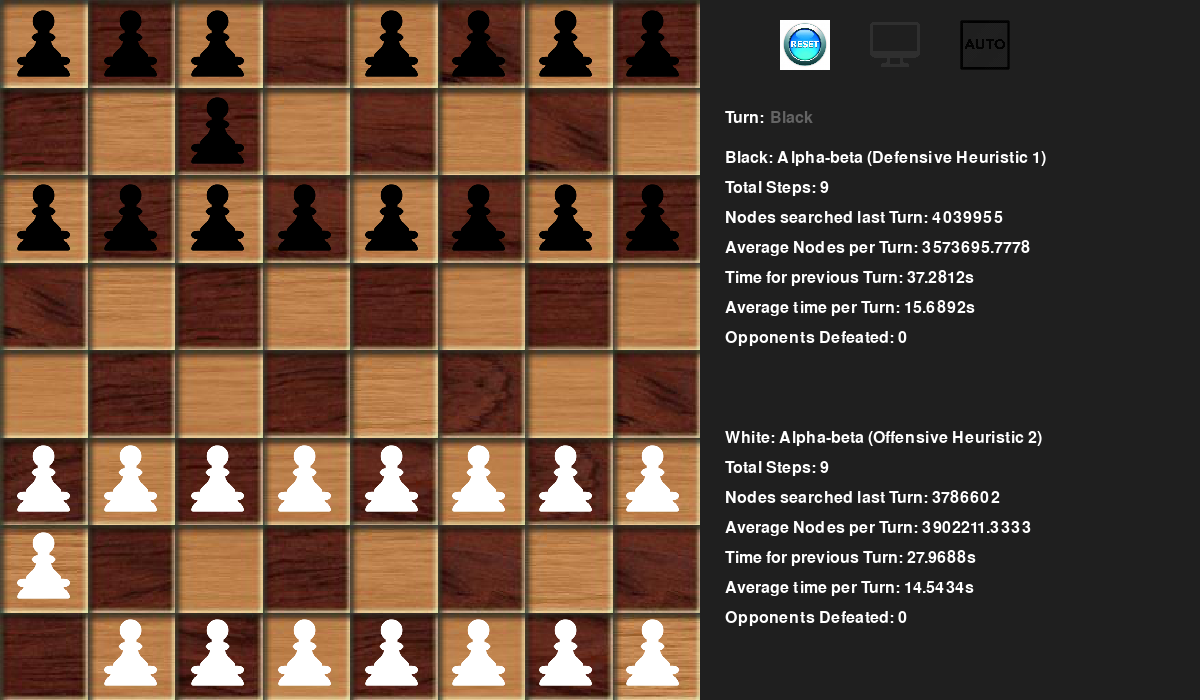 RESET
AUTO
Turn: Black
Black: Alpha-beta (Defensive Heuristic 1)
Total Steps: 9
Nodes searched last Turn: 4039955
Average Nodes per Turn: 3573695.7778
Time for previous Turn: 37.2812s
Average time per Turn: 15.6892s
Opponents Defeated: 0
White: Alpha-beta (Offensive Heuristic 2)
Total Steps: 9
Nodes searched last Turn: 3786602
Average Nodes per Turn: 3902211.3333
Time for previous Turn: 27.9688s
Average time per Turn: 14.5434s
Opponents Defeated: 0